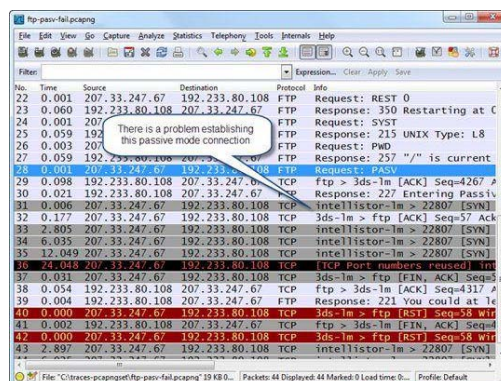 ftp-pasv-fail.pcapng
File Edit View Go Capture Analyze Statistics Telephony Tools Internals Help
Filter: Expression... Clear Apply Save
No. Time Source Destination Protocol Info
22 0.001 207.33.247.67 192.233.80.108 FTP Request: REST 0
23 0.060 192.233.80.108 207.33.247.67 FTP Response: 350 Restarting at
24 0.001 207.33.247.67 192.233.80.108 FTP Request: SYST
25 0.059 FTP Response: 215 UNIX Type: L8
26 0.003 FTP Request: PWD
27 0.059 FTP Response: 257 "/" is current
28 0.001 207.33.247.67 FTP Request: PASV
There is a problem establishing
this passive mode connection
29 0.098 192.233.80.108 207.33.247.67 TCP ftp > 3ds-lm [ACK] Seq=4267
30 0.021 192.233.80.108 207.33.247.67 FTP Response: 227 Entering
31 0.006 207.33.247.67 192.233.80.108 TCP intellistor-lm > 22807 [SYN]
32 0.177 207.33.247.67 192.233.80.108 TCP 3ds-lm > ftp [ACK] Seq=57
33 2.805 207.33.247.67 192.233.80.108 TCP intellistor-lm > 22807 [SYN]
34 6.035 207.33.247.67 192.233.80.108 TCP intellistor-lm > 22807 [SYN]
35 12.049 207.33.247.67 192.233.80.108 TCP intellistor-lm > 22807 [SYN]
36 24.048 207.33.247.67 192.233.80.108 TCP [TCP Port numbers reused]
37 0.031 207.33.247.67 192.233.80.108 TCP 3ds-lm > ftp [FIN, ACK]
38 0.054 192.233.80.108 207.33.247.67 TCP ftp > 3ds-lm [ACK] Seq=4317
39 0.004 192.233.80.108 207.33.247.67 FTP Response: 221 You could at
40 0.000 207.33.247.67 192.233.80.108 TCP 3ds-lm > ftp [RST] Seq=58
41 0.002 192.233.80.108 207.33.247.67 TCP ftp > 3ds-lm [FIN, ACK]
42 0.000 207.33.247.67 192.233.80.108 TCP 3ds-lm > ftp [RST] Seq=58
43 2.897 207.33.247.67 192.233.80.108 TCP intellistor-lm > 22807 [SYN]
File: "C:\traces-pcapngset\ftp-pasv-fail.pcapng" 19 KB 0... Packets: 44 Displayed: 44 Marked: 0 Load time: 0:... Profile: Default